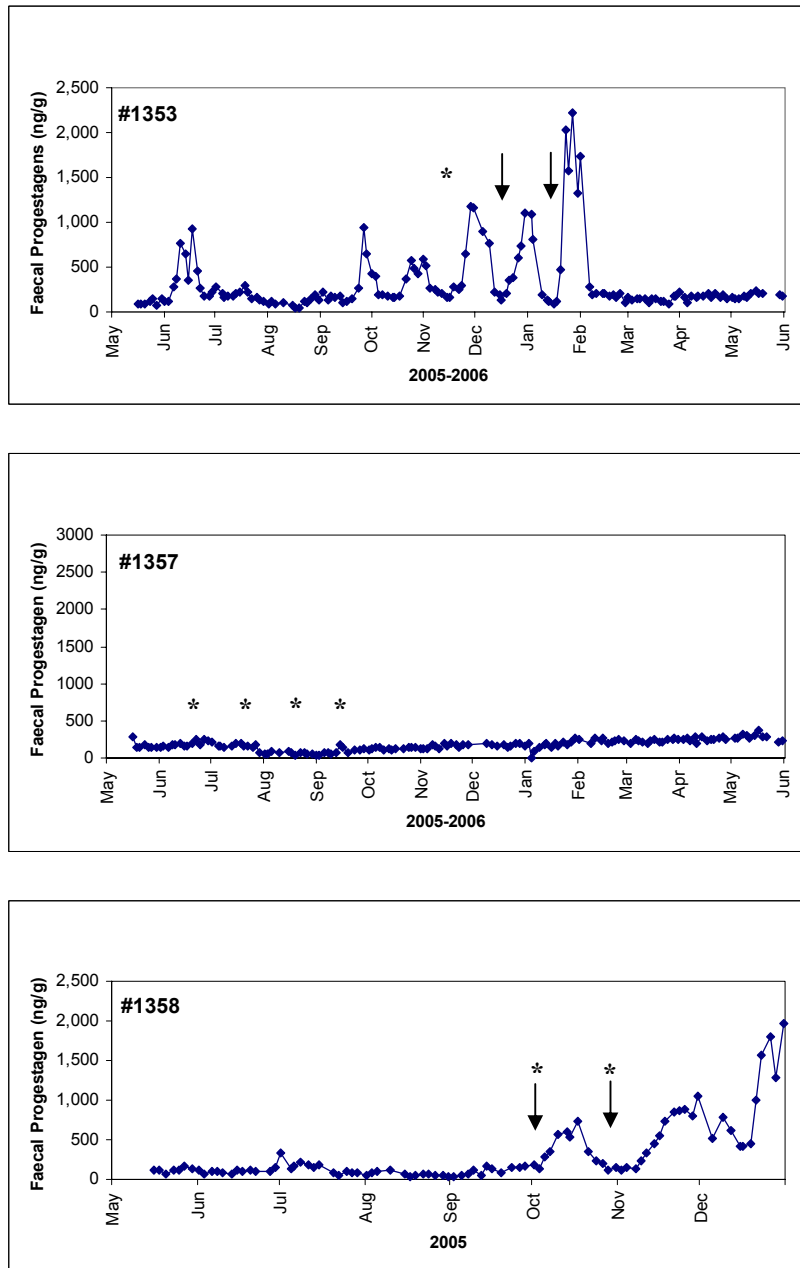 #1353
Faecal Progestagens (ng/g)
2,500
2,000
1,500
1,000
500
0
*
May
Jun
Jul
Aug
Sep
Oct
Nov
Dec
Jan
Feb
Mar
Apr
May
Jun
2005-2006
#1357
Faecal Progestagen (ng/g)
3000
2500
2000
1500
1000
500
0
* * * *
May
Jun
Jul
Aug
Sep
Oct
Nov
Dec
Jan
Feb
Mar
Apr
May
Jun
2005-2006
#1358
Faecal Progestagen (ng/g)
2,500
2,000
1,500
1,000
500
0
* *
May
Jun
Jul
Aug
Sep
Oct
Nov
Dec
2005